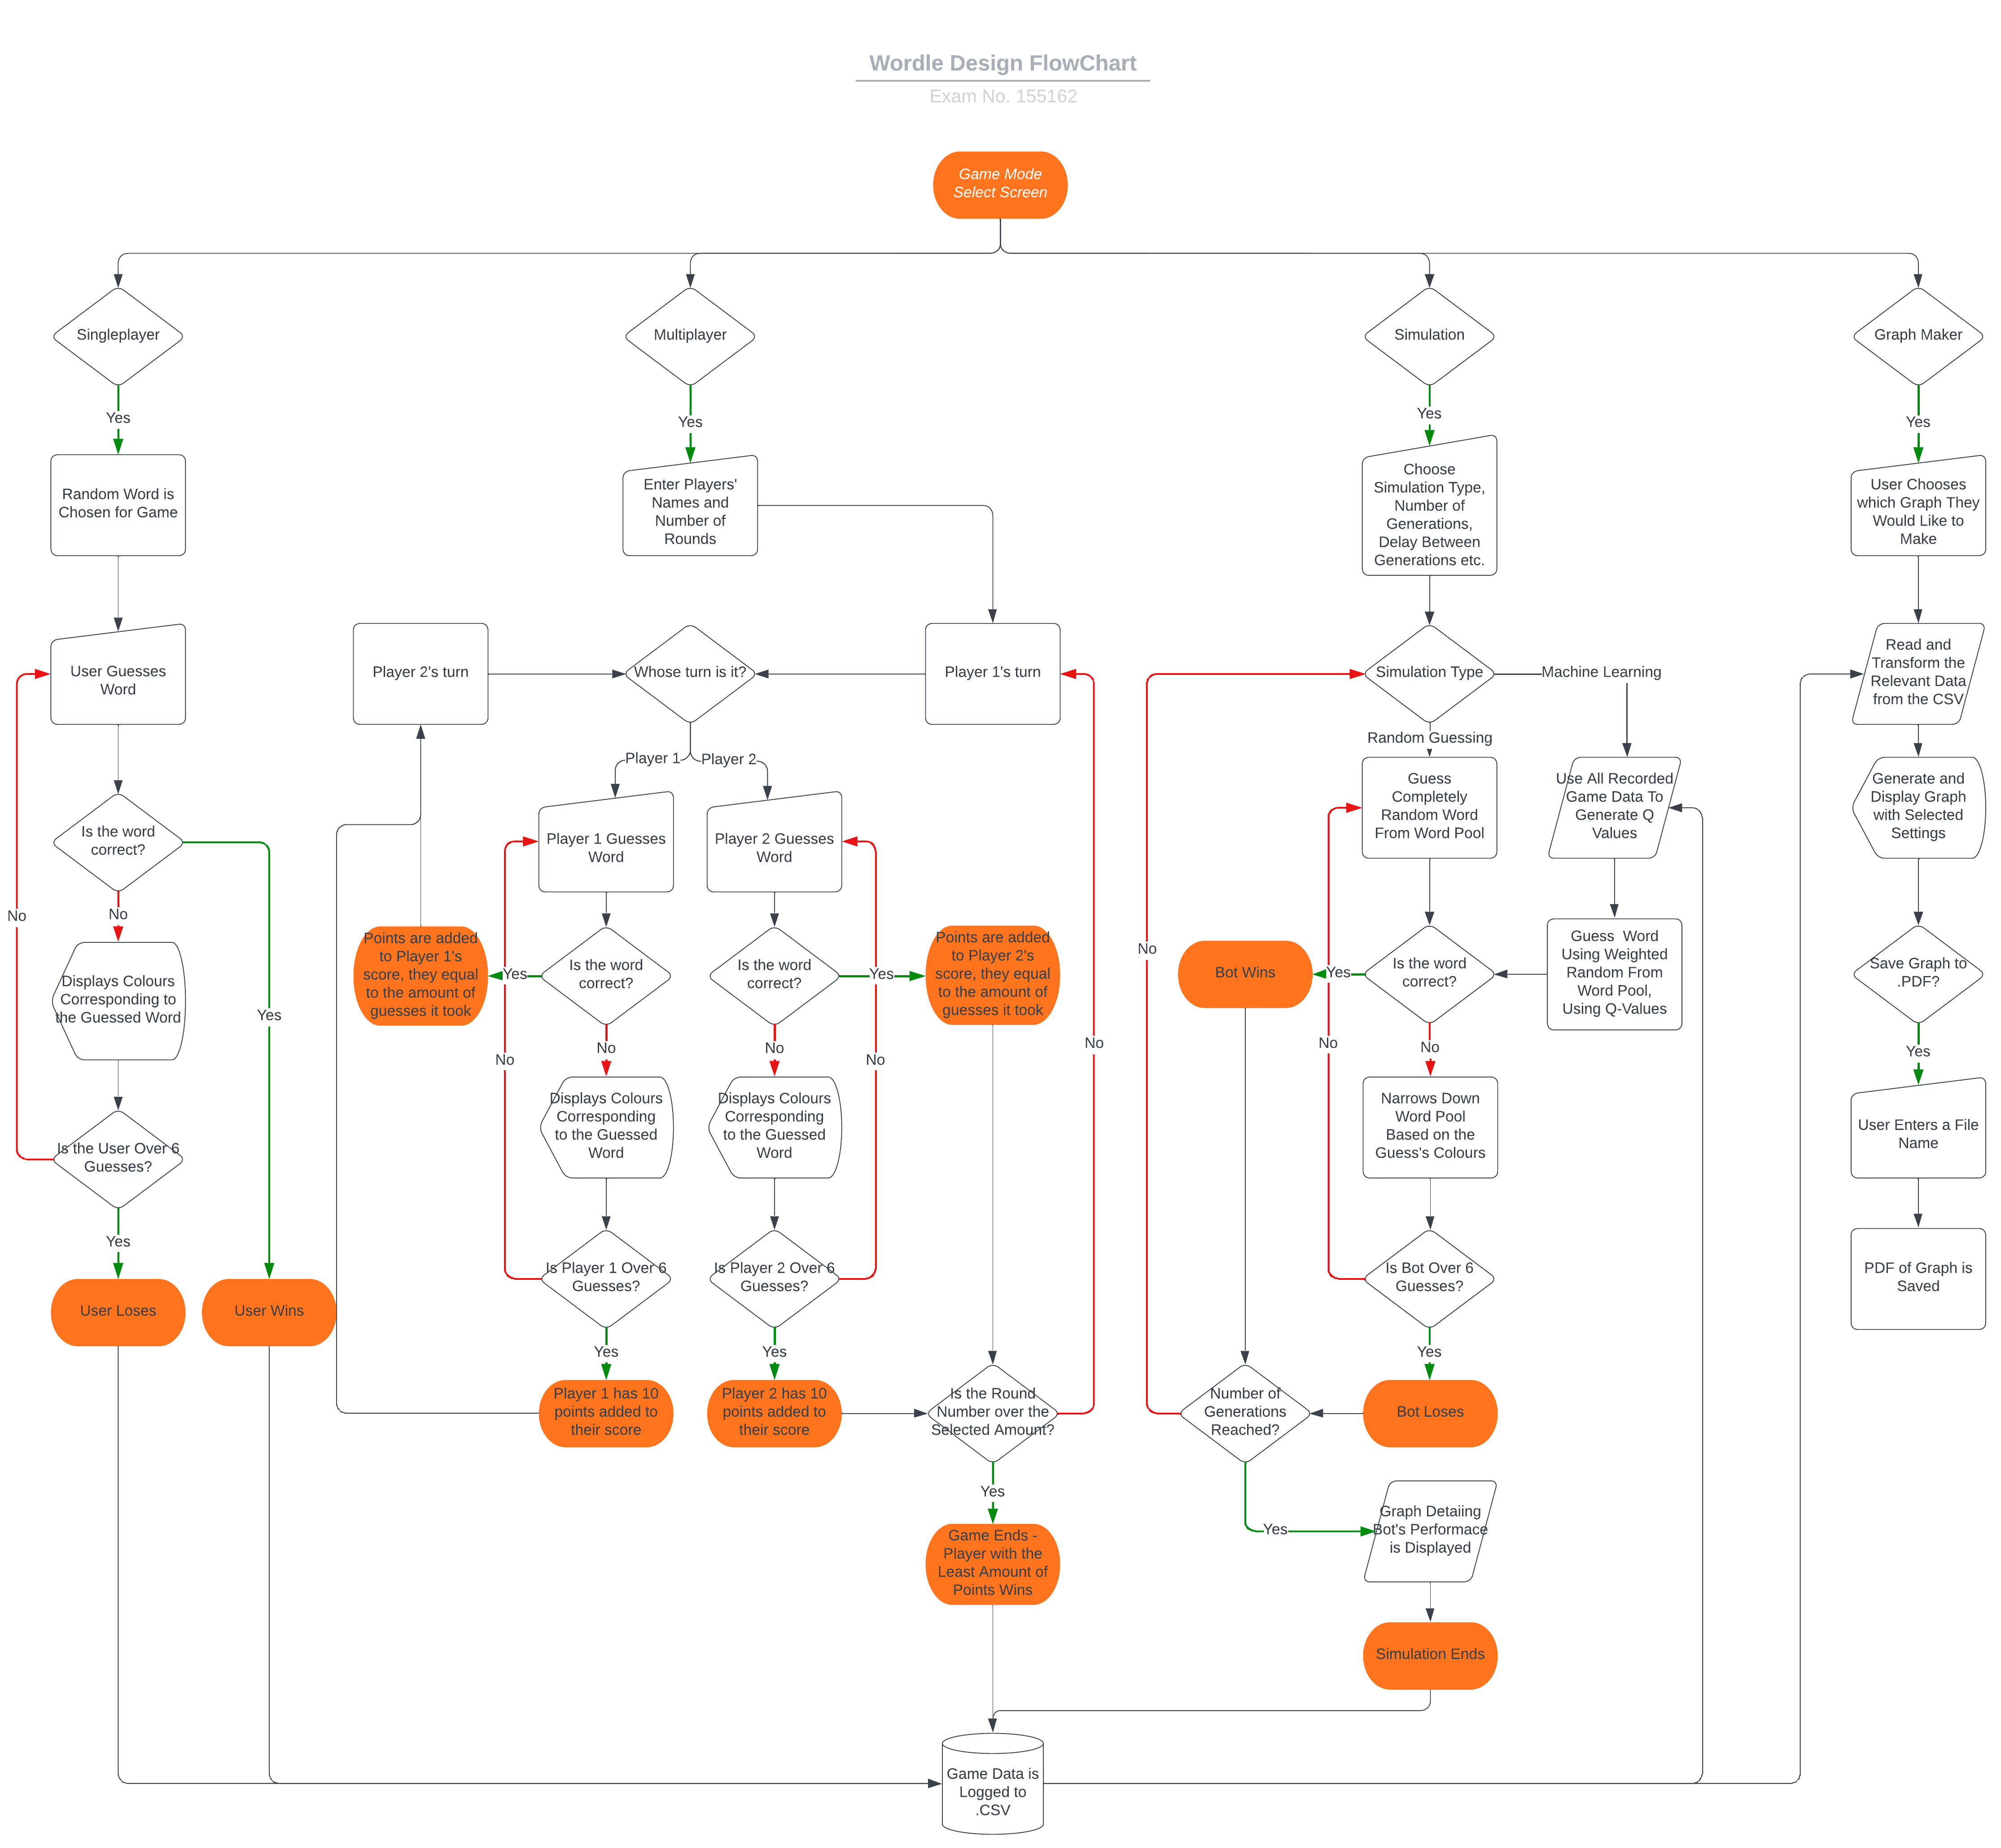 Wordle Design FlowChart
Exam No. 155162
Game Mode
Select Screen
Singleplayer
Yes
Random Word is
Chosen for Game
User Guesses
Word
Is the word
correct?
No
No
Displays Colours
Corresponding to
the Guessed Word
Yes
Is the User Over 6
Guesses?
Yes
User Loses
User Wins
Multiplayer
Yes
Enter Players'
Names and
Number of
Rounds
Player 2's turn
Whose turn is it?
Player 1's turn
Player 1
Player 2
Player 1 Guesses
Word
Player 2 Guesses
Word
Points are added
to Player 1's
score, they equal
to the amount of
guesses it took
Yes
Is the word
correct?
Is the word
correct?
Yes
Points are added
to Player 2's
score, they equal
to the amount of
guesses it took
No
No
No
No
No
Displays Colours
Corresponding
to the Guessed
Word
Displays Colours
Corresponding
to the Guessed
Word
Is Player 1 Over 6
Guesses?
Is Player 2 Over 6
Guesses?
Yes
Yes
Player 1 has 10
points added to
their score
Player 2 has 10
points added to
their score
Is the Round
Number over the
Selected Amount?
Yes
Game Ends -
Player with the
Least Amount of
Points Wins
Simulation
Yes
Choose
Simulation Type,
Number of
Generations,
Delay Between
Generations etc.
Simulation Type
Machine Learning
Random Guessing
Guess
Completely
Random Word
From Word Pool
Use All Recorded
Game Data To
Generate Q
Values
No
Bot Wins
Yes
Is the word
correct?
Guess  Word
Using Weighted
Random From
Word Pool,
Using Q-Values
No
No
Narrows Down
Word Pool
Based on the
Guess's Colours
Is Bot Over 6
Guesses?
Yes
Number of
Generations
Reached?
Bot Loses
Yes
Graph Detaiing
Bot's Performace
is Displayed
Simulation Ends
Graph Maker
Yes
User Chooses
which Graph They
Would Like to
Make
Read and
Transform the
Relevant Data
from the CSV
Generate and
Display Graph
with Selected
Settings
Save Graph to
.PDF?
Yes
User Enters a File
Name
PDF of Graph is
Saved
Game Data is
Logged to
.CSV